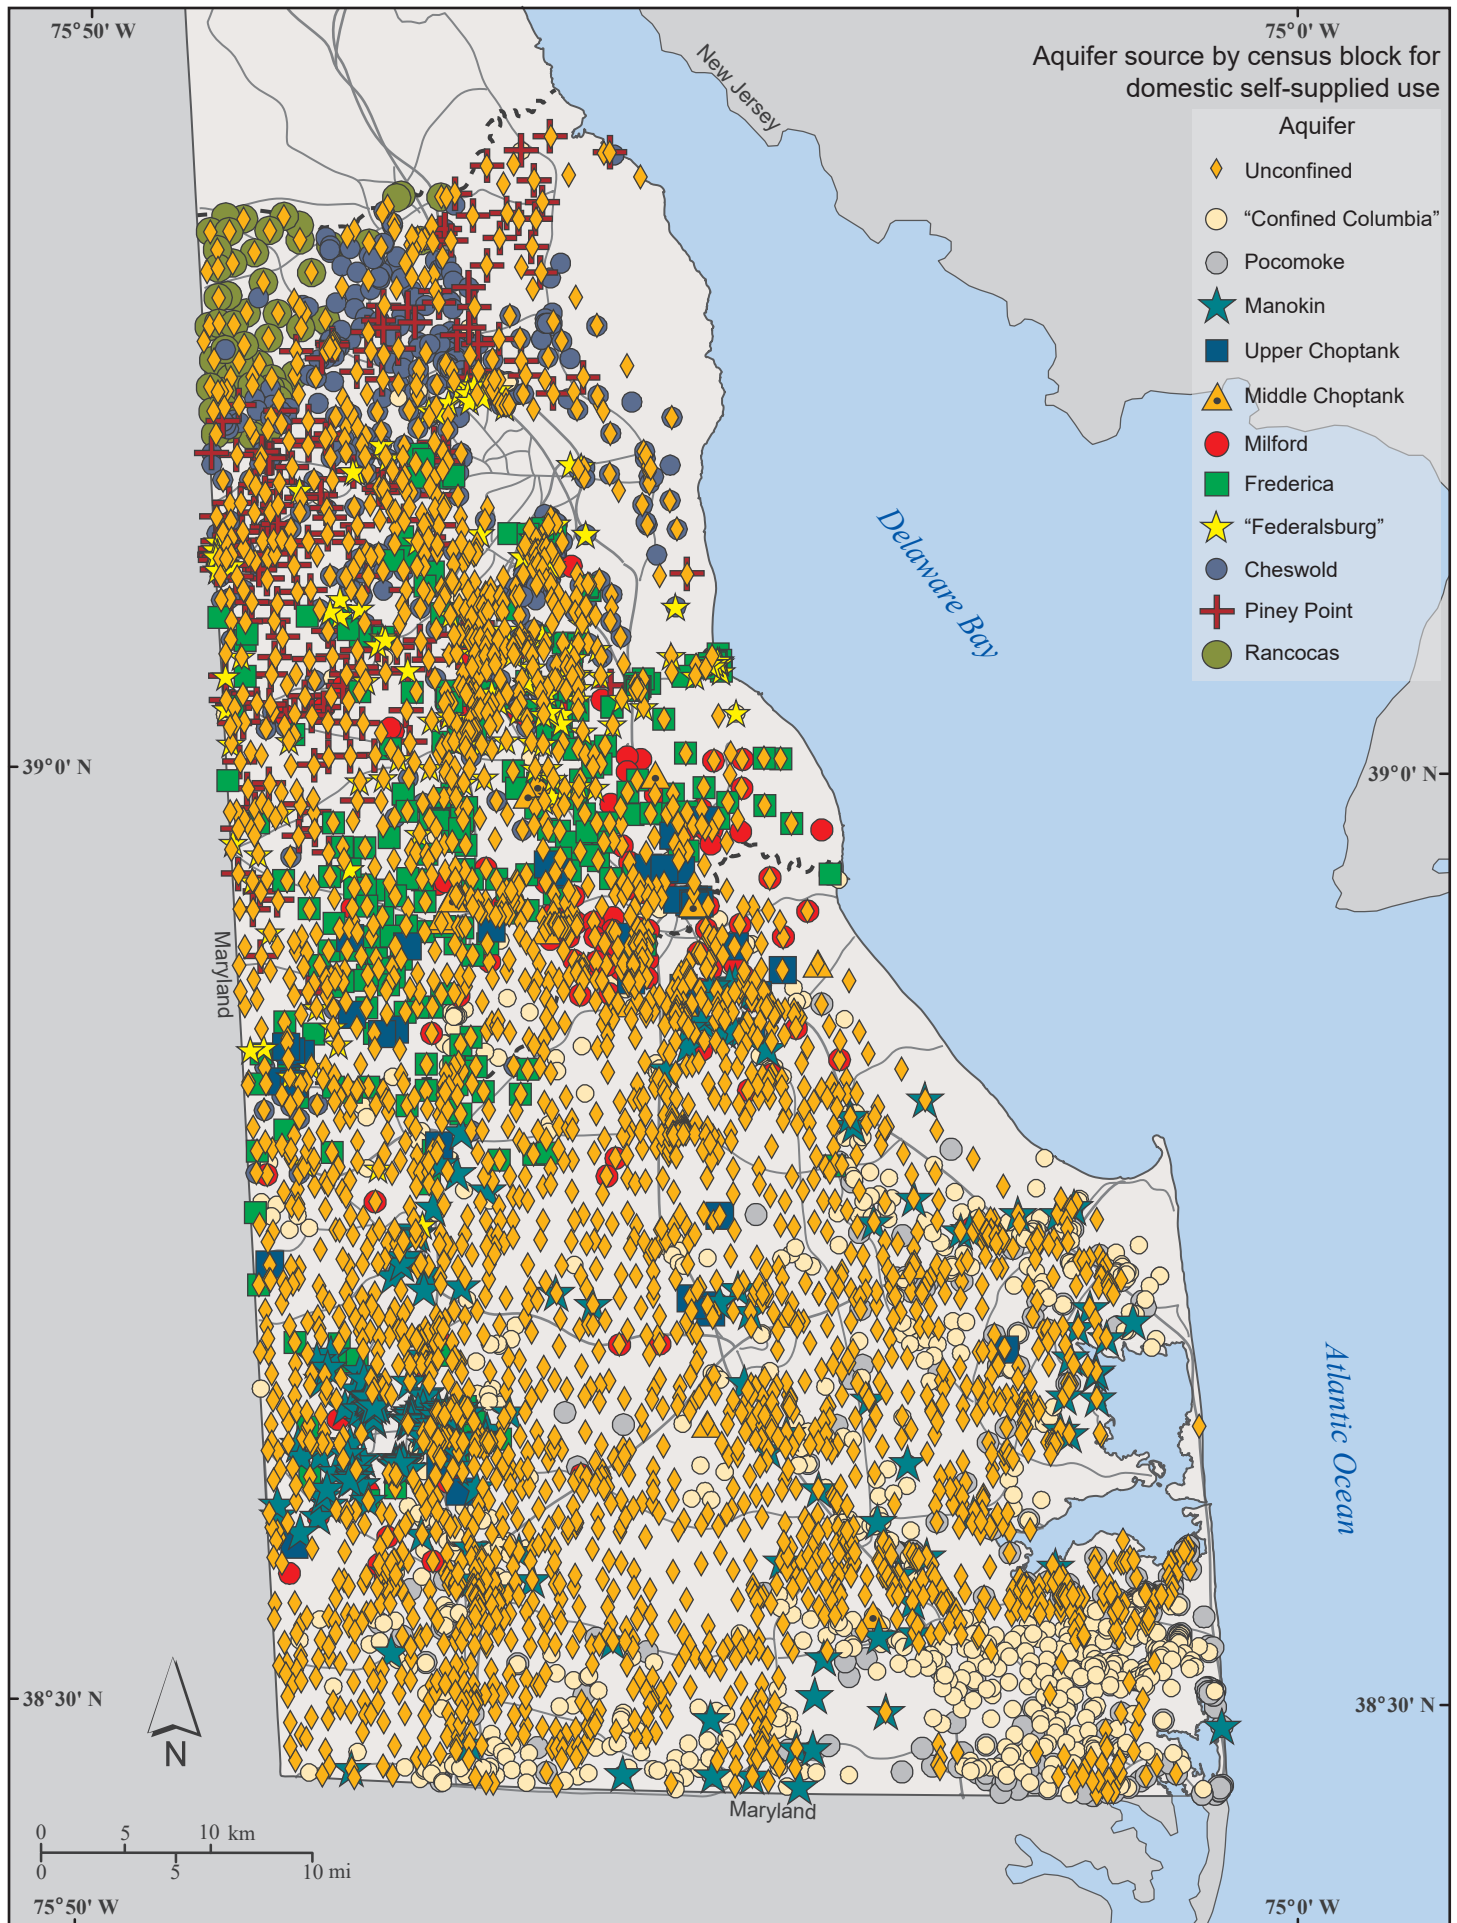 75°50' W
75°0' W
New Jersey
Aquifer source by census block for
domestic self-supplied use
Aquifer
Unconfined
“Confined Columbia”
Pocomoke
Manokin
Upper Choptank
Middle Choptank
Milford
Frederica
“Federalsburg”
Cheswold
Piney Point
Rancocas
Delaware Bay
39°0' N
39°0' N
Maryland
Atlantic Ocean
38°30' N
38°30' N
N
Maryland
0 5 10 km
0 5 10 mi
75°50' W
75°0' W